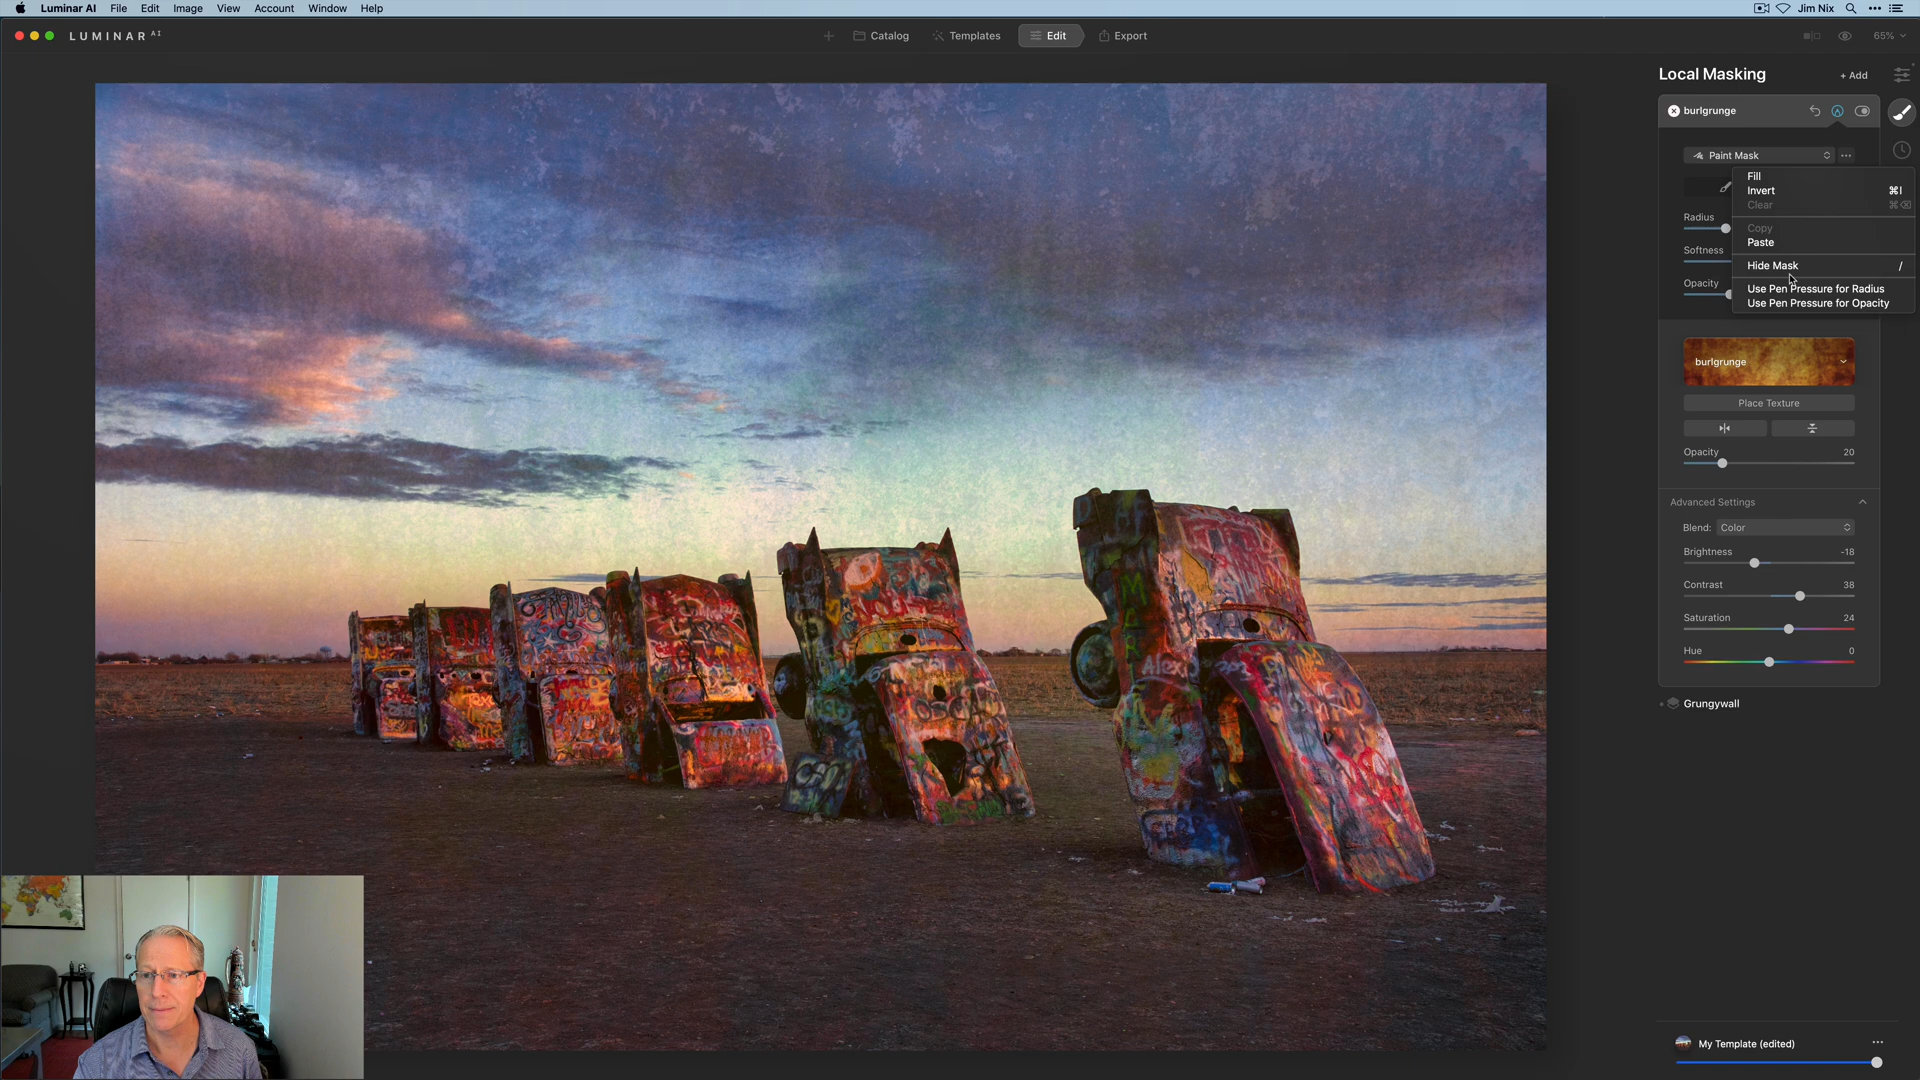 Luminar AI File Edit Image View Account Window Help Jim Nix
LUMINAR AI
Catalog Templates Edit Export 65%
Local Masking + Add
burlgrunge
Paint Mask
Fill
Invert ⌘I
Clear ⌘⌫
Radius
Copy
Paste
Softness
Hide Mask /
Opacity
Use Pen Pressure for Radius
Use Pen Pressure for Opacity
burlgrunge
Place Texture
Opacity 20
Advanced Settings
Blend: Color
Brightness -18
Contrast 38
Saturation 24
Hue 0
Grungywall
Alex
My Template (edited)